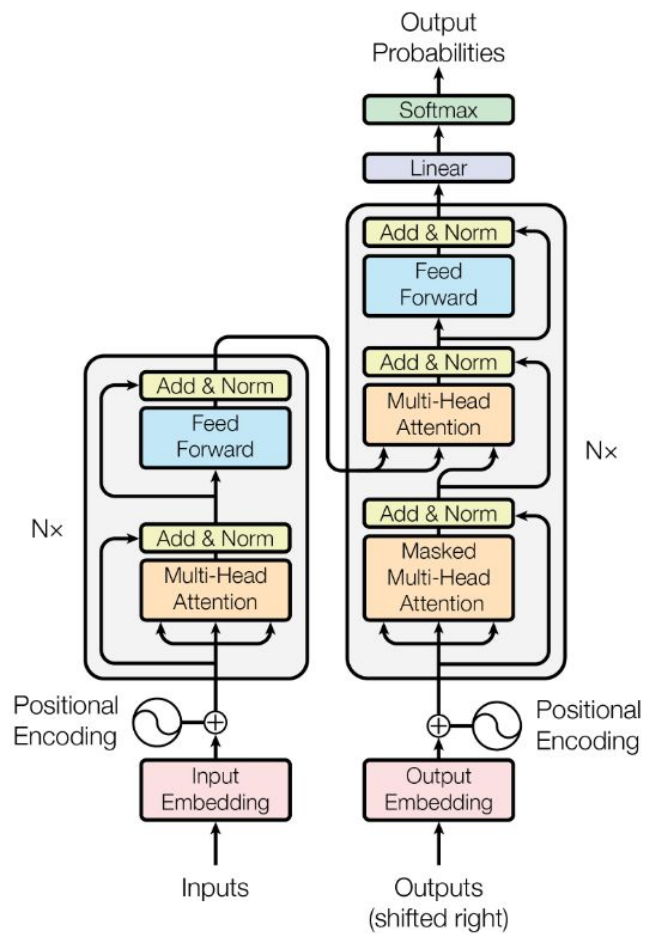 Output
Probabilities
Softmax
Linear
Add & Norm
Feed
Forward
Add & Norm
Multi-Head
Attention
Nx
Add & Norm
Masked
Multi-Head
Attention
Add & Norm
Feed
Forward
Nx
Add & Norm
Multi-Head
Attention
Positional
Encoding
Positional
Encoding
Input
Embedding
Output
Embedding
Inputs
Outputs
(shifted right)